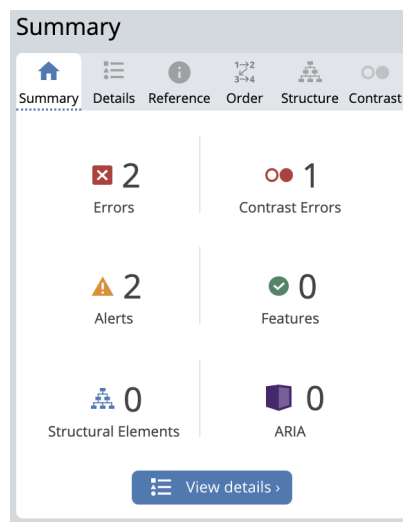 Summary
1→2
3→4
Summary Details Reference Order Structure Contrast
2 1
Errors Contrast Errors
2 0
Alerts Features
0 0
Structural Elements ARIA
View details ›